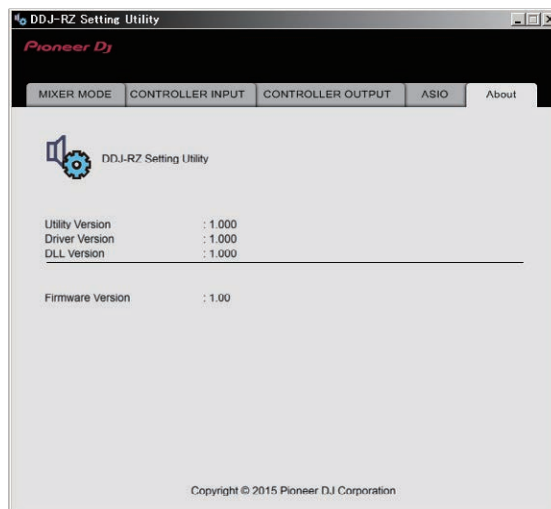 DDJ-RZ Setting Utility
Pioneer Dj
MIXER MODE CONTROLLER INPUT CONTROLLER OUTPUT ASIO About
DDJ-RZ Setting Utility
Utility Version : 1.000
Driver Version : 1.000
DLL Version : 1.000
Firmware Version : 1.00
Copyright © 2015 Pioneer DJ Corporation